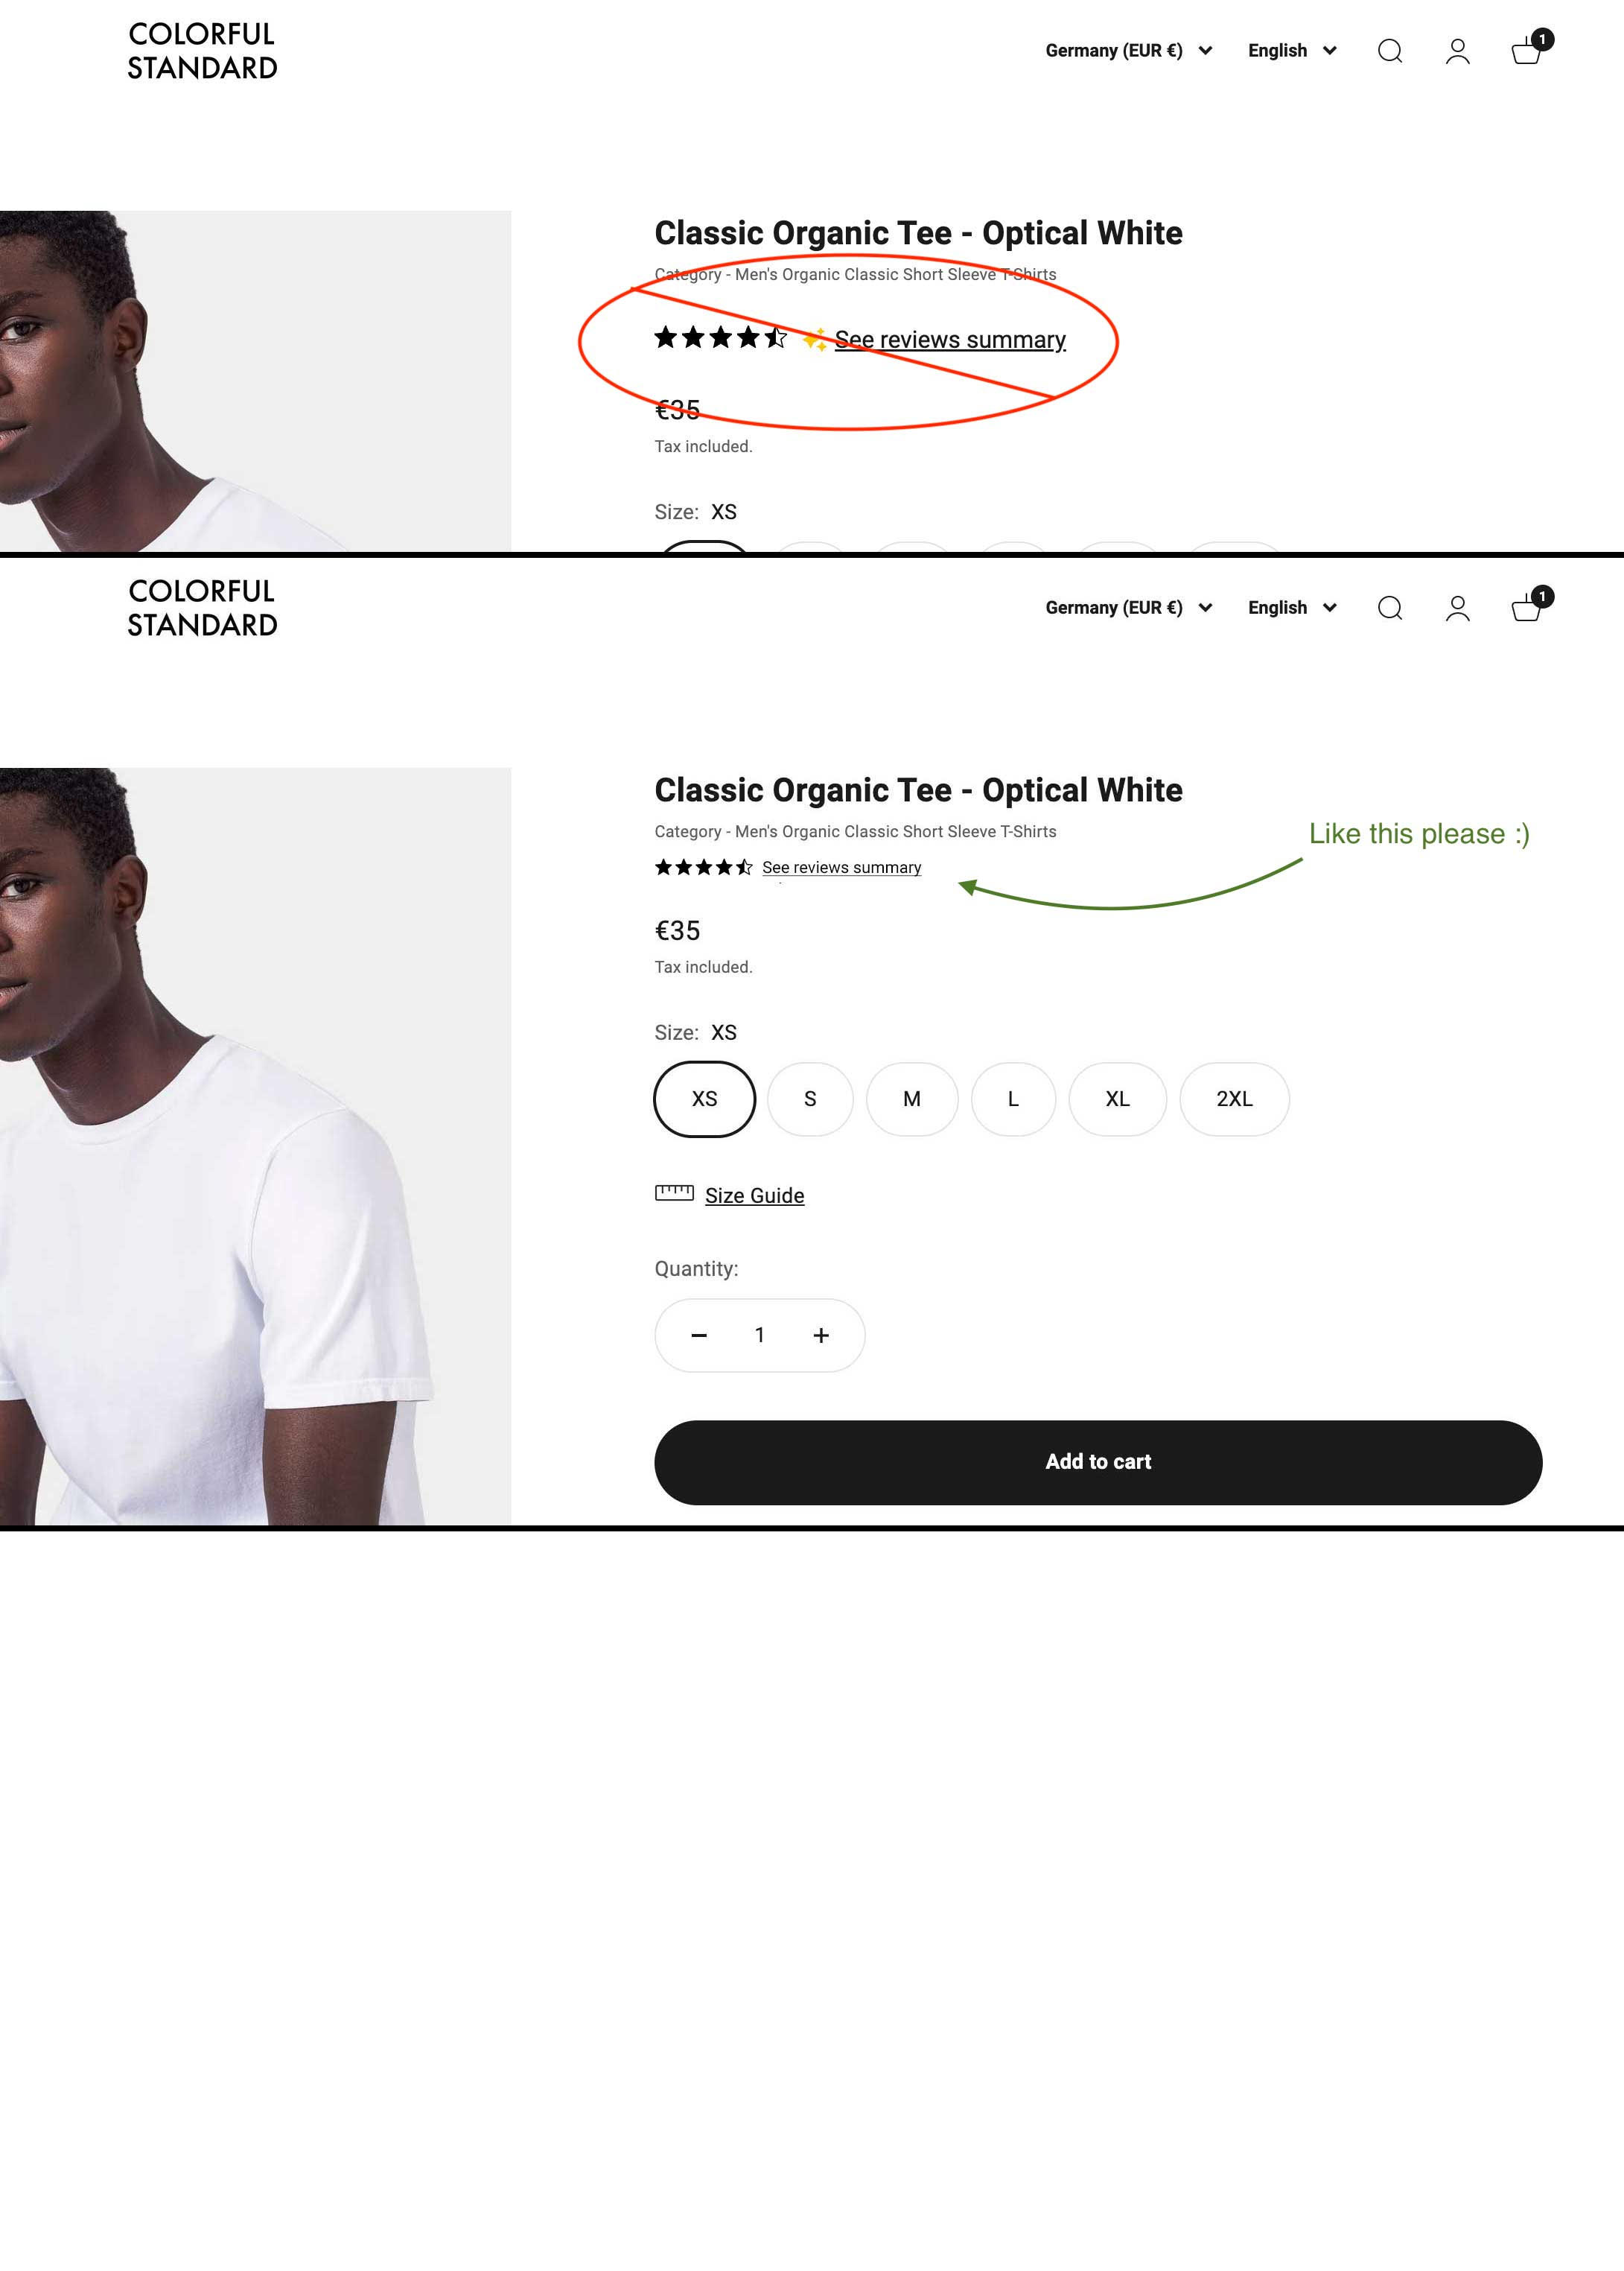 COLORFUL
STANDARD
Germany (EUR €)
English
1
Classic Organic Tee - Optical White
Category - Men's Organic Classic Short Sleeve T-Shirts
See reviews summary
€35
Tax included.
Size: XS
COLORFUL
STANDARD
Germany (EUR €)
English
1
Classic Organic Tee - Optical White
Category - Men's Organic Classic Short Sleeve T-Shirts
Like this please :)
See reviews summary
€35
Tax included.
Size: XS
XS S M L XL 2XL
Size Guide
Quantity:
− 1 +
Add to cart